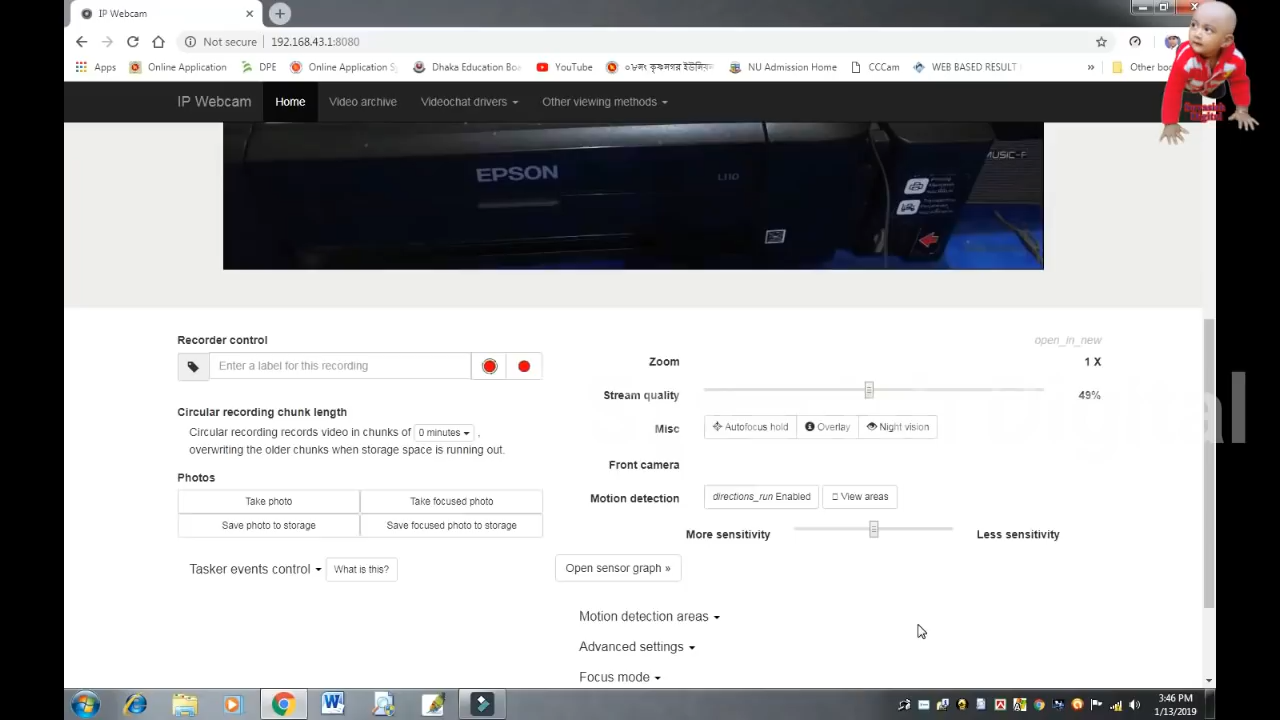 IP Webcam
Not secure
192.168.43.1:8080
Apps
Online Application
DPE
Online Application S
Dhaka Education Boa
YouTube
NU Admission Home
CCCam
WEB BASED RESULT
»
Other boo
IP Webcam
Home
Video archive
Videochat drivers
Other viewing methods
EPSON
L110
MUSIC-F
Digital
Recorder control
Enter a label for this recording
Circular recording chunk length
Circular recording records video in chunks of 0 minutes ,
overwriting the older chunks when storage space is running out.
Photos
Take photo
Take focused photo
Save photo to storage
Save focused photo to storage
Tasker events control
What is this?
open_in_new
Zoom
1 X
Stream quality
49%
Misc
Autofocus hold
Overlay
Night vision
Front camera
Motion detection
directions_run Enabled
View areas
More sensitivity
Less sensitivity
Open sensor graph »
Motion detection areas
Advanced settings
Focus mode
Digital
3:46 PM
1/13/2019